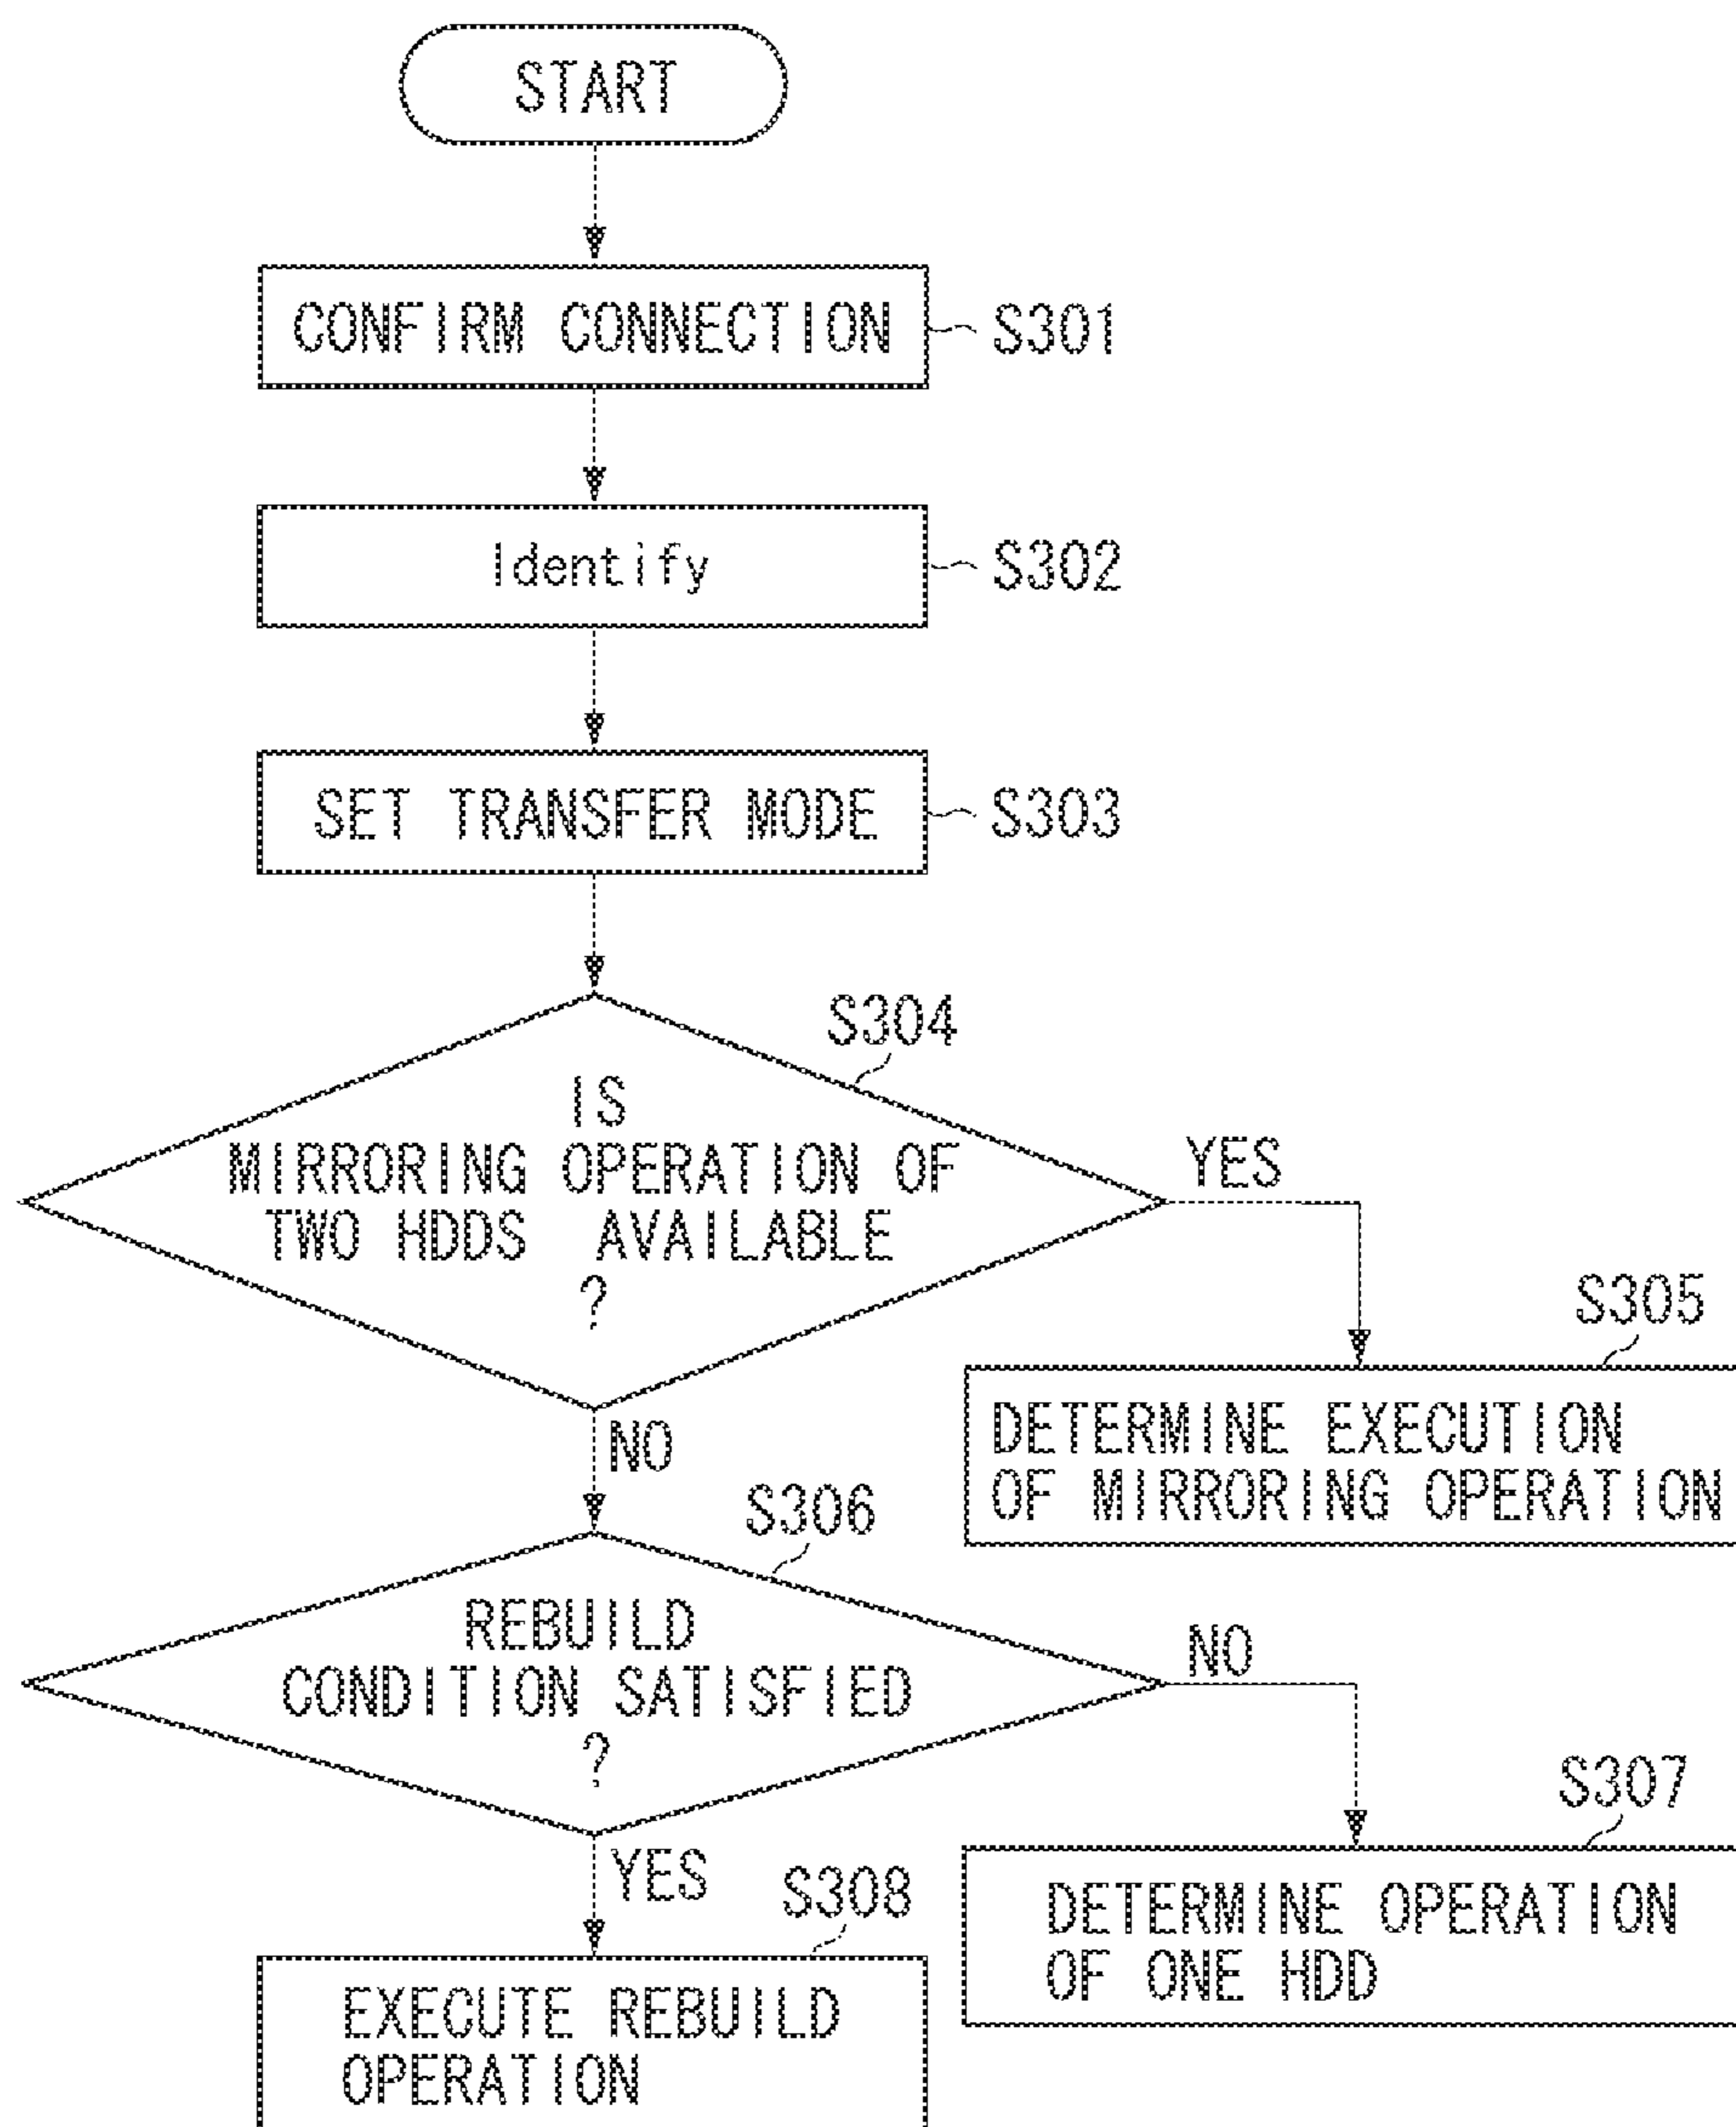 START
CONFIRM CONNECTION
S301
Identify
S302
SET TRANSFER MODE
S303
S304
IS
MIRRORING OPERATION OF
TWO HDDS AVAILABLE
?
YES
S305
DETERMINE EXECUTION
OF MIRRORING OPERATION
NO
S306
REBUILD
CONDITION SATISFIED
?
NO
S307
DETERMINE OPERATION
OF ONE HDD
YES
S308
EXECUTE REBUILD
OPERATION